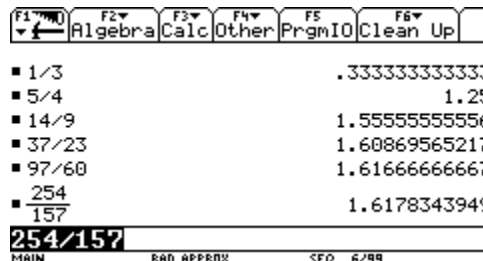 F1 F2 F3 F4 F5 F6
Algebra Calc Other PrgmIO Clean Up
1/3 .333333333333
5/4 1.25
14/9 1.55555555556
37/23 1.60869565217
97/60 1.61666666667
254
157 1.6178343949
254/157
MAIN RAD APPROX SEQ 6/99